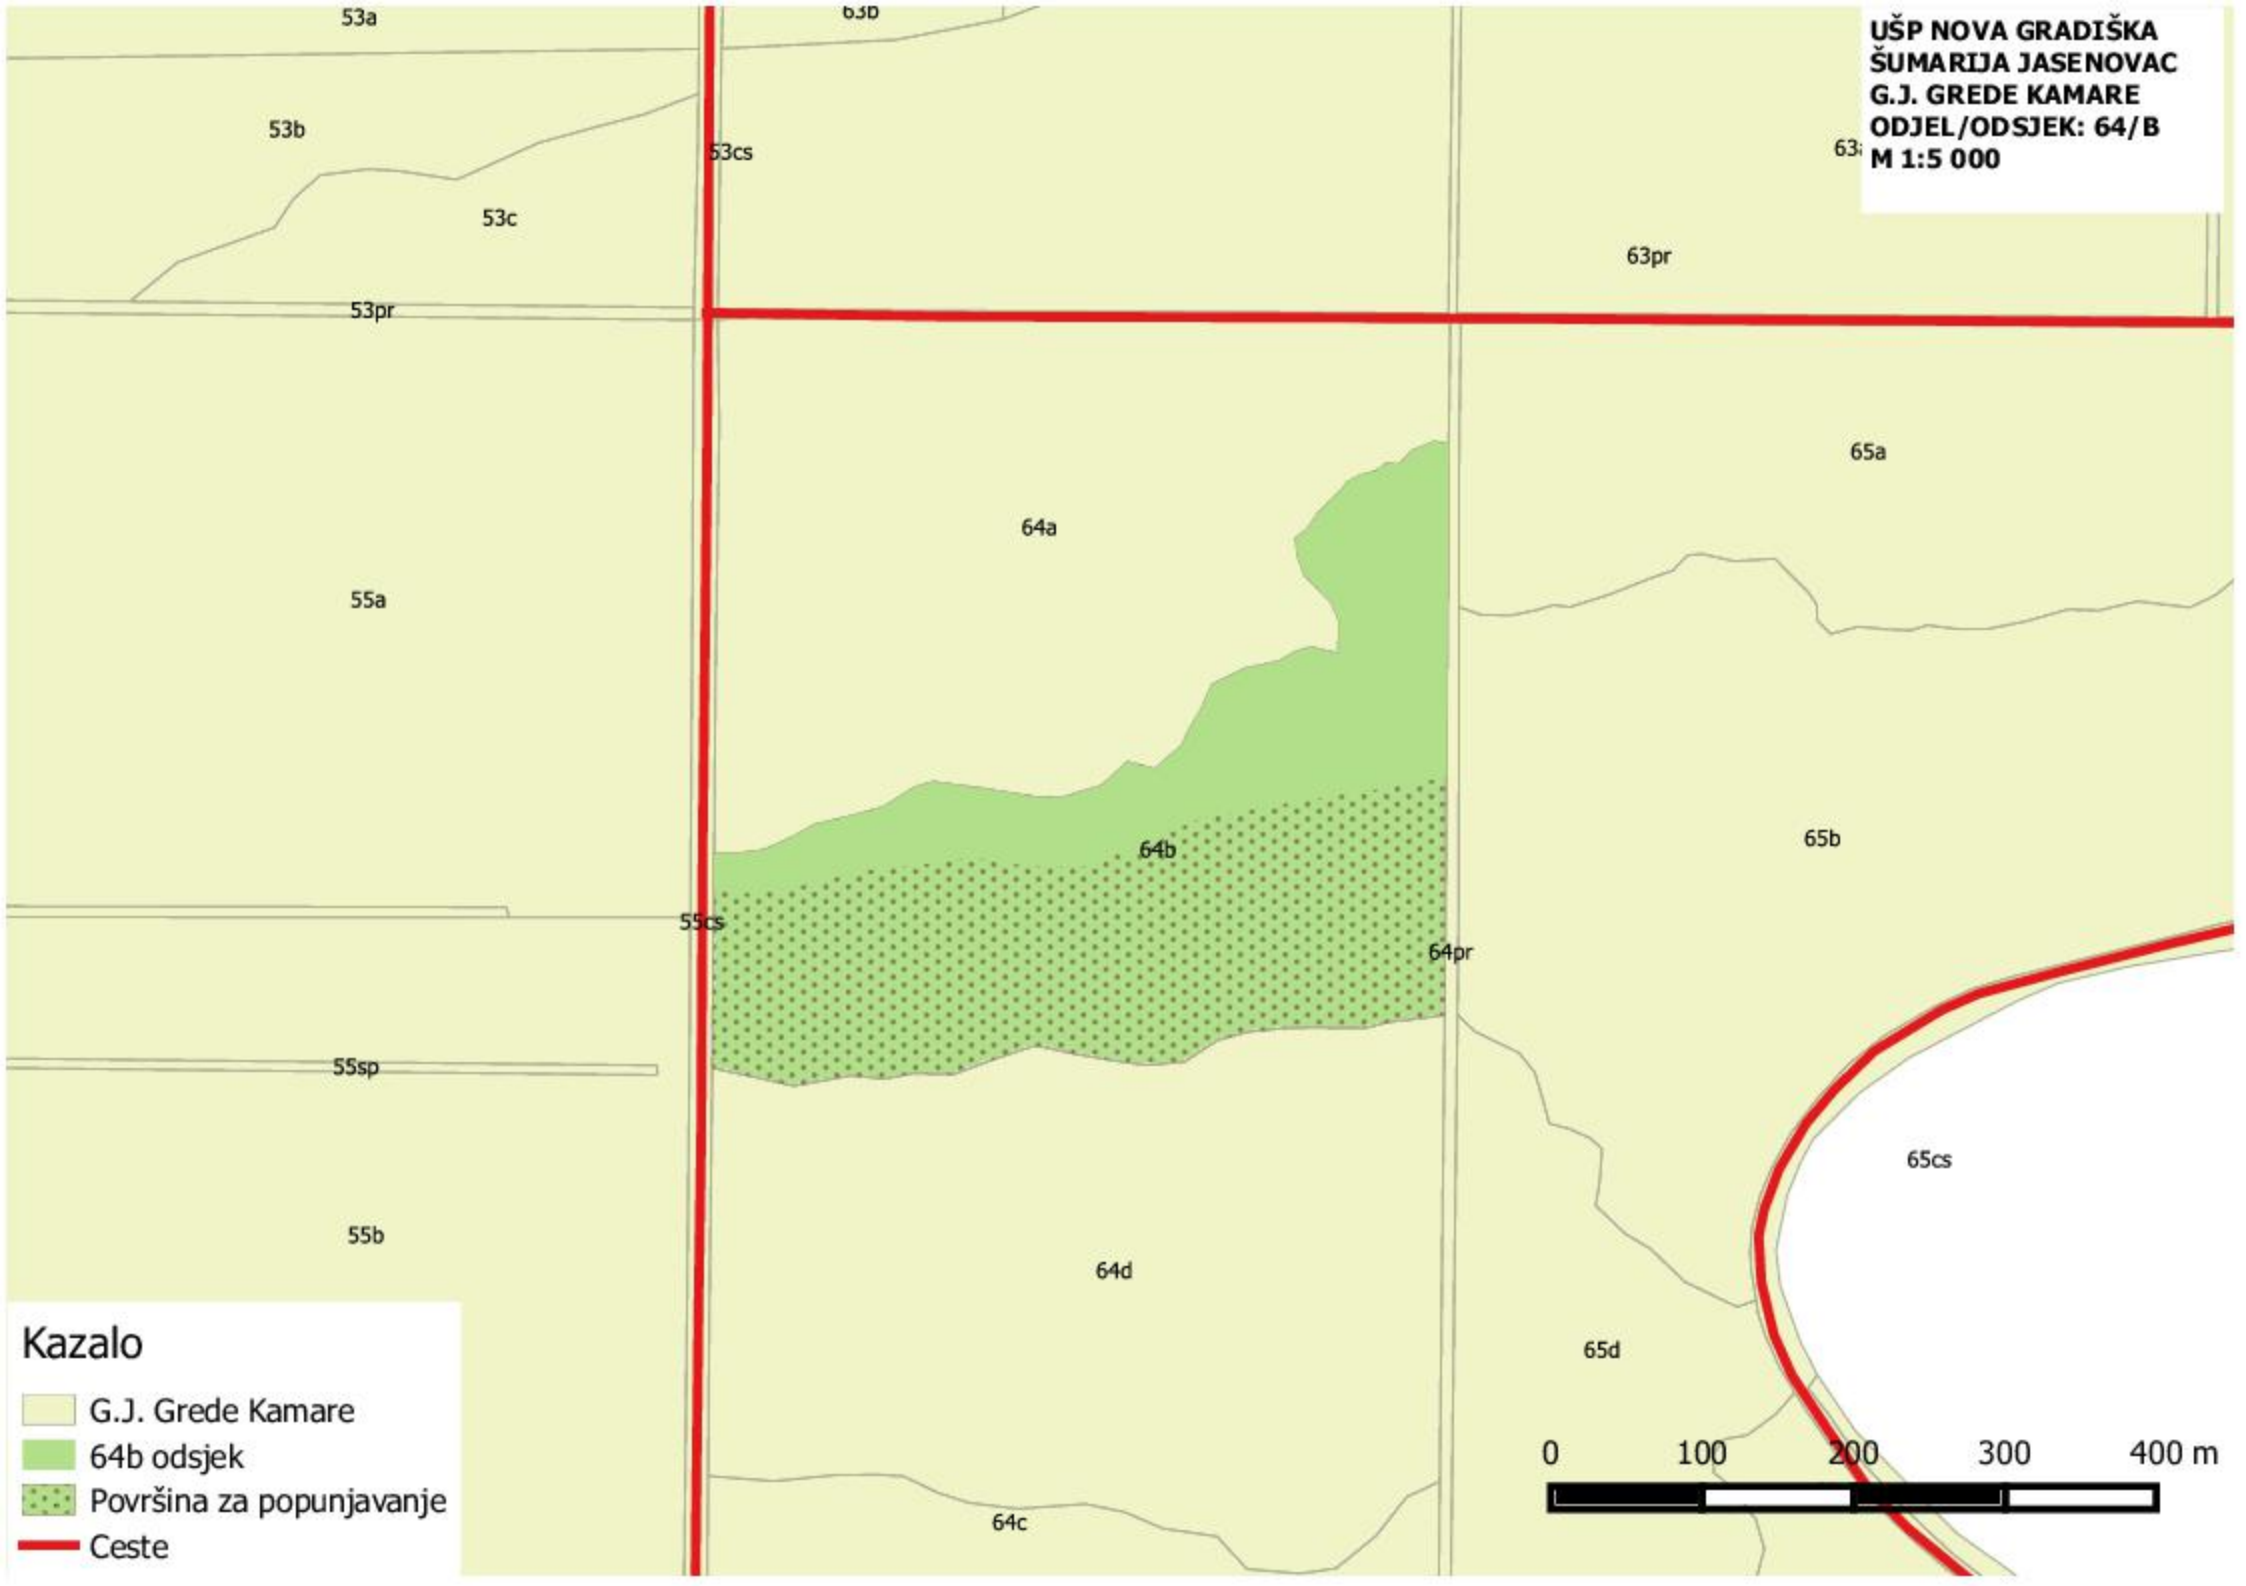 53a
63b
UŠP NOVA GRADIŠKA
ŠUMARIJA JASENOVAC
G.J. GREDE KAMARE
ODJEL/ODSJEK: 64/B
M 1:5 000
53b
53cs
63a
53c
63pr
53pr
65a
64a
55a
65b
64b
55cs
64pr
55sp
65cs
55b
64d
65d
64c
Kazalo
G.J. Grede Kamare
64b odsjek
Površina za popunjavanje
Ceste
0 100 200 300 400 m